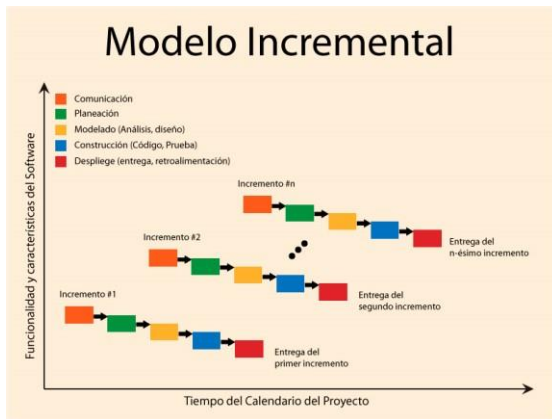 Modelo Incremental
Funcionalidad y características del Software
Comunicación
Planeación
Modelado (Análisis, diseño)
Construcción (Código, Prueba)
Despliege (entrega, retroalimentación)
Incremento #n
Entrega del
n-ésimo incremento
Incremento #2
Entrega del
segundo incremento
Incremento #1
Entrega del
primer incremento
Tiempo del Calendario del Proyecto